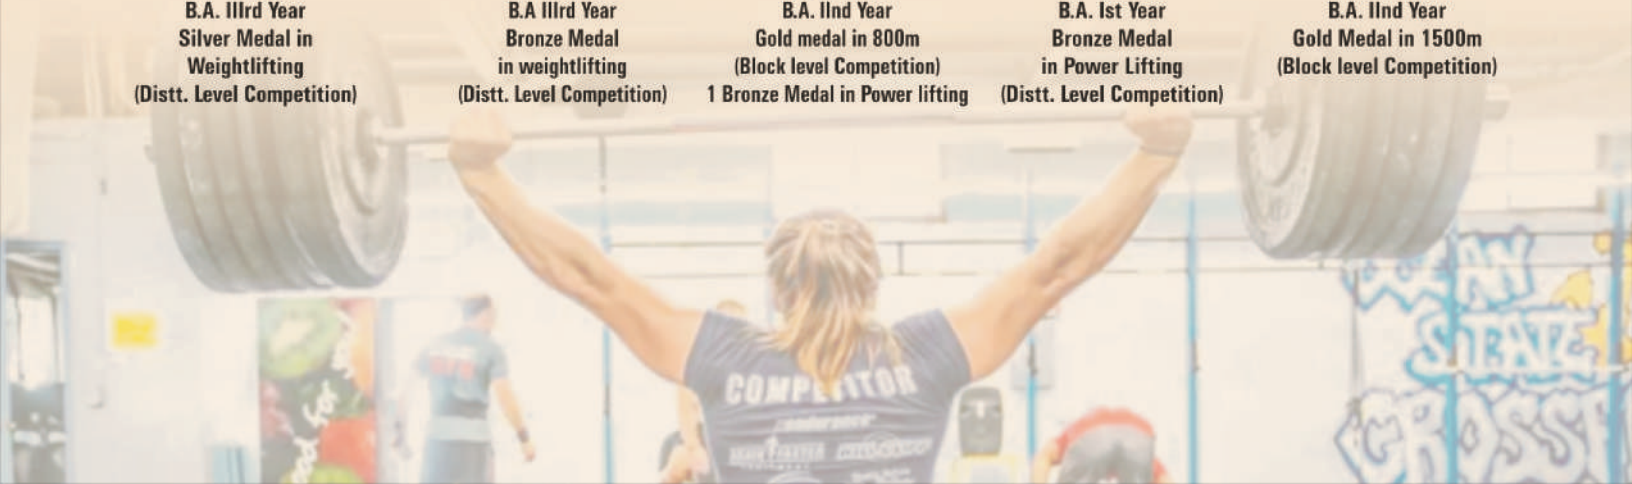 B.A. IIIrd Year
Silver Medal in
Weightlifting
(Distt. Level Competition)
B.A IIIrd Year
Bronze Medal
in weightlifting
(Distt. Level Competition)
B.A. IInd Year
Gold medal in 800m
(Block level Competition)
1 Bronze Medal in Power lifting
B.A. Ist Year
Bronze Medal
in Power Lifting
(Distt. Level Competition)
B.A. IInd Year
Gold Medal in 1500m
(Block level Competition)
COMPETITOR
STATE